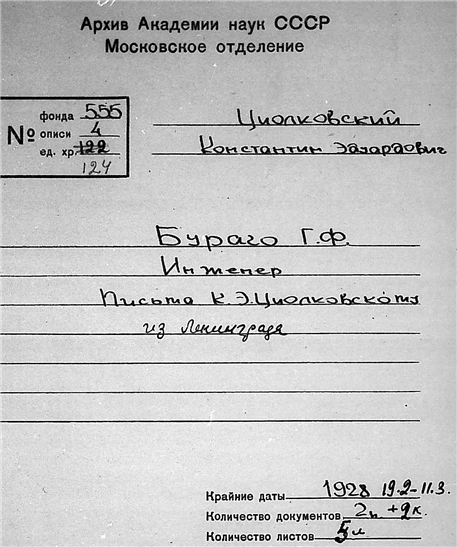 Архив Академии наук СССР
Московское отделение
№
фонда 555
описи 4
ед. хр. 122
124
Циолковский
Константин Эдуардович
Бураго Г.Ф.
Инженер
Письма К.Э. Циолковскому
из Ленинграда
Крайние даты 1928 19.2-11.3.
Количество документов 2п. +2к.
Количество листов 5л